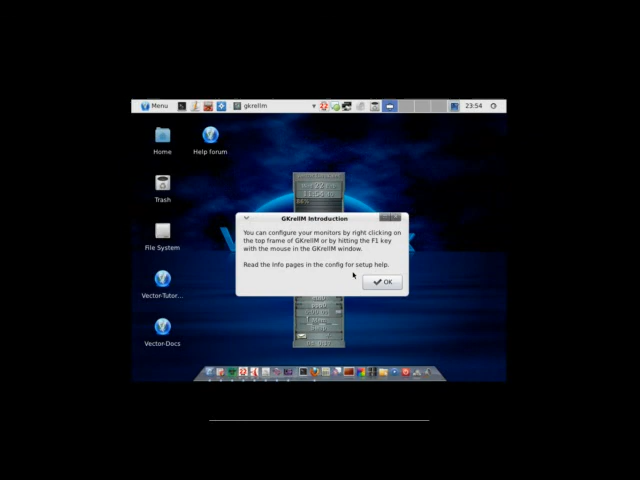 Menu
gkrellm
23:54
Home
Help forum
Trash
File System
Vector-Tutor...
Vector-Docs
GKrellM Introduction
You can configure your monitors by right clicking on
the top frame of GKrellM or by hitting the F1 key
with the mouse in the GKrellM window.
Read the Info pages in the config for setup help.
OK